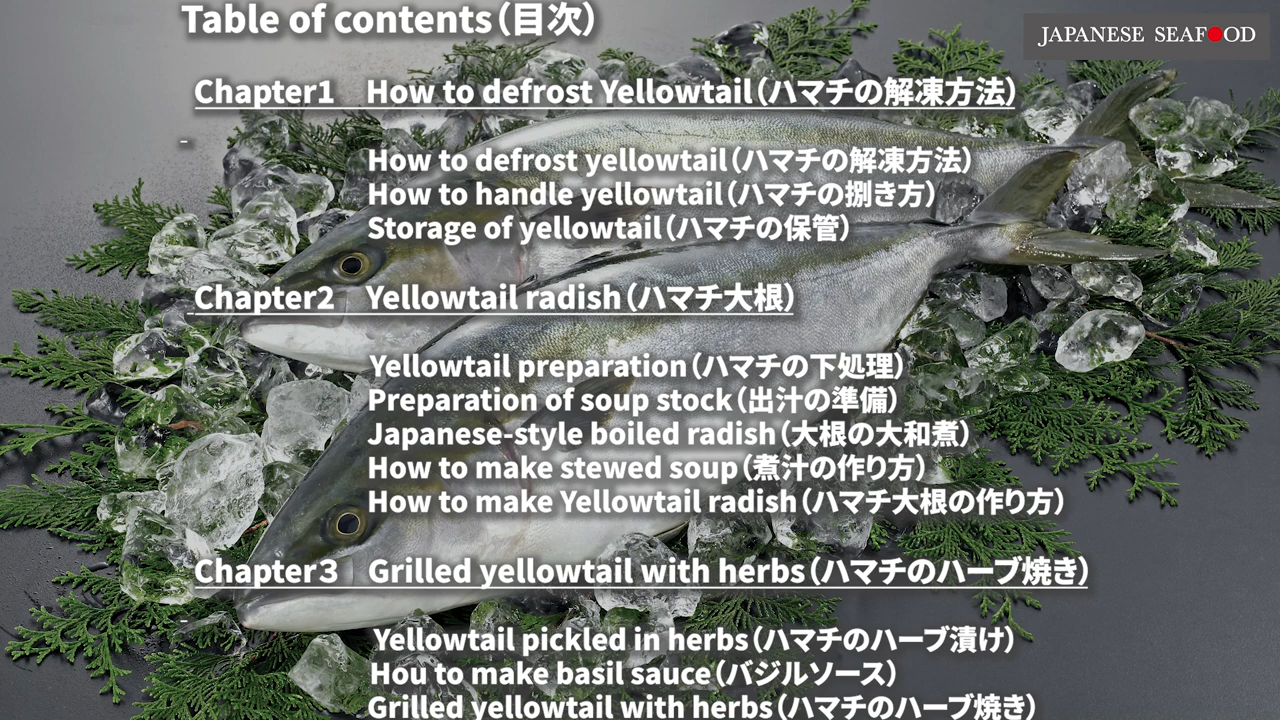 Table of contents（目次）
JAPANESE SEAFOOD
Chapter1 How to defrost Yellowtail（ハマチの解凍方法）
How to defrost yellowtail（ハマチの解凍方法）
How to handle yellowtail（ハマチの捌き方）
Storage of yellowtail（ハマチの保管）
Chapter2 Yellowtail radish（ハマチ大根）
Yellowtail preparation（ハマチの下処理）
Preparation of soup stock（出汁の準備）
Japanese-style boiled radish（大根の大和煮）
How to make stewed soup（煮汁の作り方）
How to make Yellowtail radish（ハマチ大根の作り方）
Chapter３ Grilled yellowtail with herbs（ハマチのハーブ焼き）
Yellowtail pickled in herbs（ハマチのハーブ漬け）
Hou to make basil sauce（バジルソース）
Grilled yellowtail with herbs（ハマチのハーブ焼き）